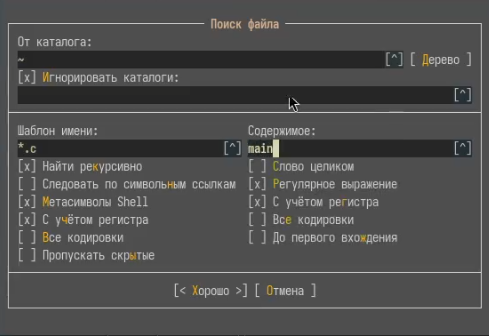 Поиск файла
От каталога:
~ [^] [ Дерево ]
[x] Игнорировать каталоги:
[^]
Шаблон имени: Содержимое:
*.c [^] main [^]
[x] Найти рекурсивно [ ] Слово целиком
[ ] Следовать по символьным ссылкам [x] Регулярное выражение
[x] Метасимволы Shell [x] С учётом регистра
[x] С учётом регистра [ ] Все кодировки
[ ] Все кодировки [ ] До первого вхождения
[ ] Пропускать скрытые
[< Хорошо >] [ Отмена ]